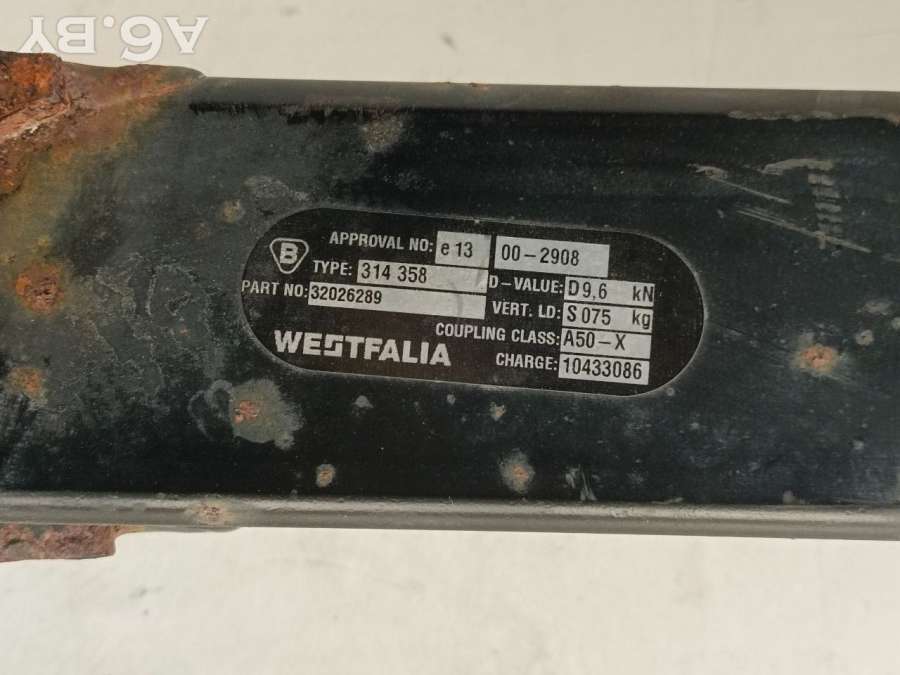 A6.BY
B
APPROVAL NO: e 13 00-2908
TYPE: 314 358 D-VALUE: D 9,6 kN
PART NO: 32026289 VERT. LD: S 075 kg
COUPLING CLASS: A50-X
WESTFALIA CHARGE: 10433086